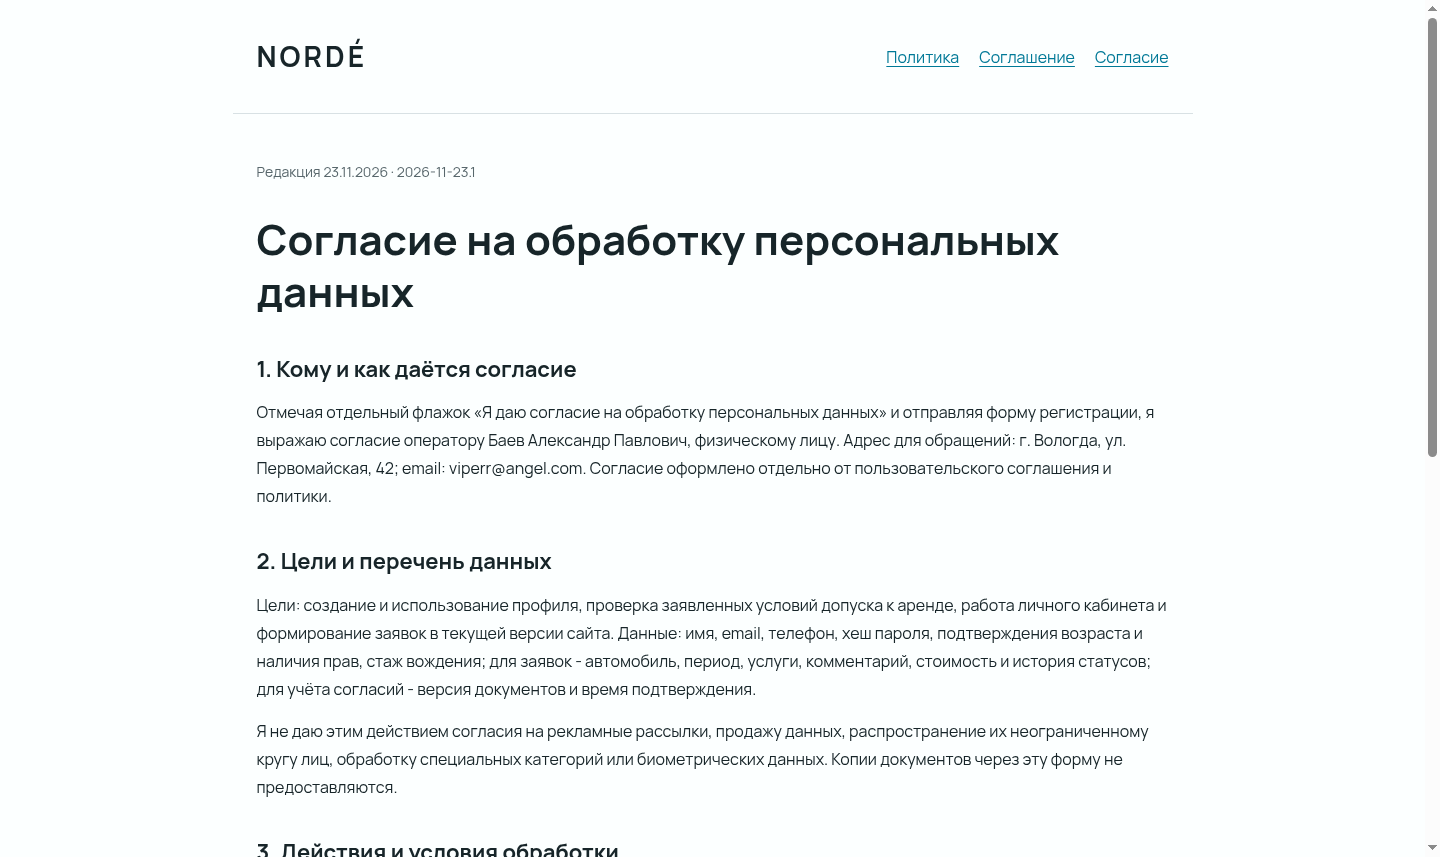 NORDÉ
Политика Соглашение Согласие
Редакция 23.11.2026 · 2026-11-23.1
Согласие на обработку персональных
данных
1. Кому и как даётся согласие
Отмечая отдельный флажок «Я даю согласие на обработку персональных данных» и отправляя форму регистрации, я
выражаю согласие оператору Баев Александр Павлович, физическому лицу. Адрес для обращений: г. Вологда, ул.
Первомайская, 42; email: viperr@angel.com. Согласие оформлено отдельно от пользовательского соглашения и
политики.
2. Цели и перечень данных
Цели: создание и использование профиля, проверка заявленных условий допуска к аренде, работа личного кабинета и
формирование заявок в текущей версии сайта. Данные: имя, email, телефон, хеш пароля, подтверждения возраста и
наличия прав, стаж вождения; для заявок - автомобиль, период, услуги, комментарий, стоимость и история статусов;
для учёта согласий - версия документов и время подтверждения.
Я не даю этим действием согласия на рекламные рассылки, продажу данных, распространение их неограниченному
кругу лиц, обработку специальных категорий или биометрических данных. Копии документов через эту форму не
предоставляются.
3. Действия и условия обработки